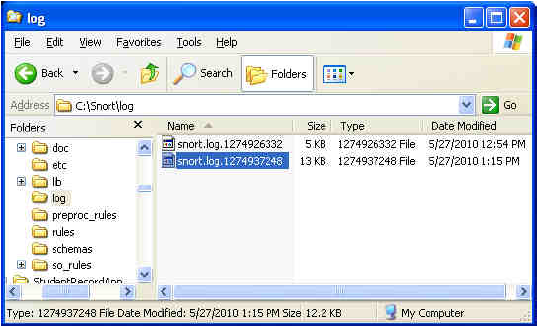 log
File Edit View Favorites Tools Help
Back Search Folders
Address C:\Snort\log Go
Folders Name Size Type Date Modified
snort.log.1274926332 5 KB 1274926332 File 5/27/2010 12:54 PM
snort.log.1274937248 13 KB 1274937248 File 5/27/2010 1:15 PM
doc
etc
lib
log
preproc_rules
rules
schemas
so_rules
StudentRecordApp
Type: 1274937248 File Date Modified: 5/27/2010 1:15 PM Size 12.2 KB My Computer